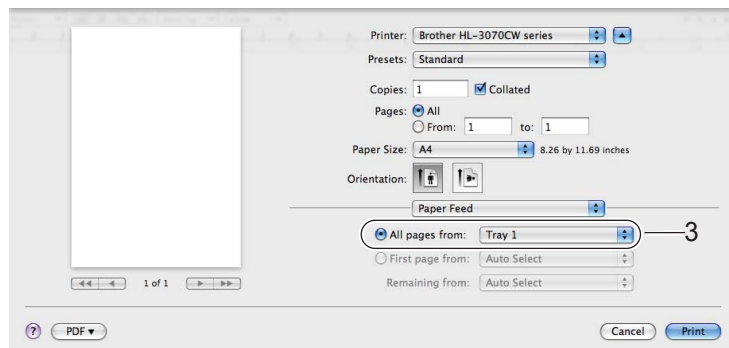 Printer: Brother HL-3070CW series
Presets: Standard
Copies: 1 Collated
Pages: All
From: 1 to: 1
Paper Size: A4 8.26 by 11.69 inches
Orientation:
Paper Feed
All pages from: Tray 1 3
First page from: Auto Select
Remaining from: Auto Select
1 of 1
? PDF▼ Cancel Print